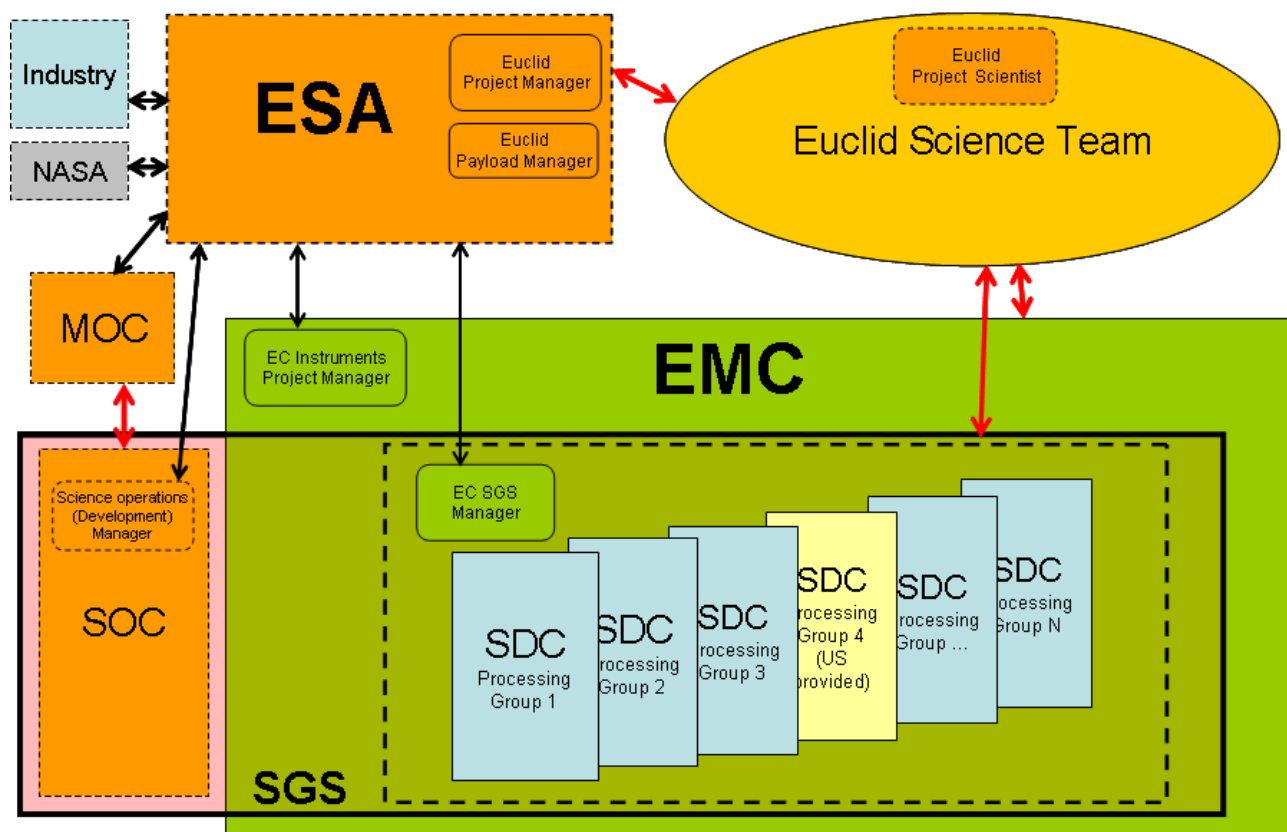 Industry
NASA
ESA
Euclid
Project Manager
Euclid
Payload Manager
Euclid
Project Scientist
Euclid Science Team
MOC
EC Instruments
Project Manager
EMC
Science operations
(Development)
Manager
SOC
EC SGS
Manager
SDC
Processing
Group 1
SDC
rocessing
Group 2
SDC
rocessing
Group 3
SDC
rocessing
Group 4
(US
provided)
SDC
rocessing
Group ...
SDC
rocessing
Group N
SGS